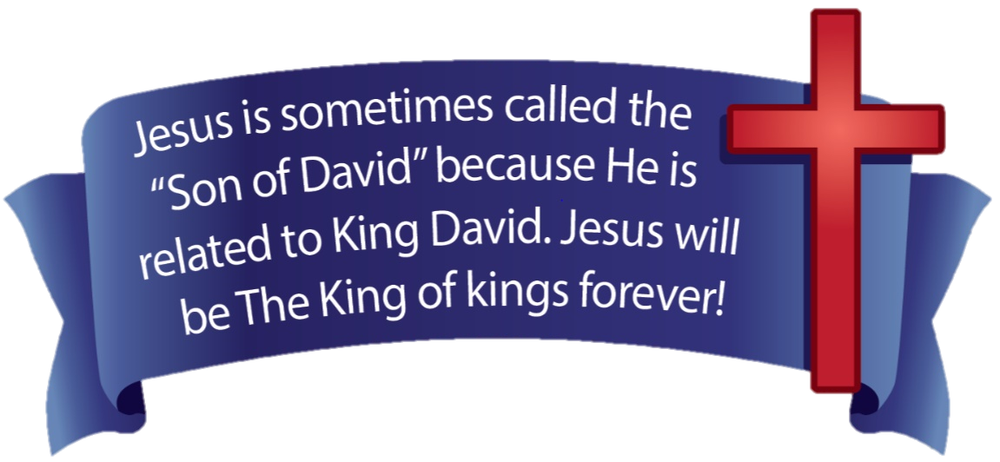 Jesus is sometimes called the
“Son of David” because He is
related to King David. Jesus will
be The King of kings forever!